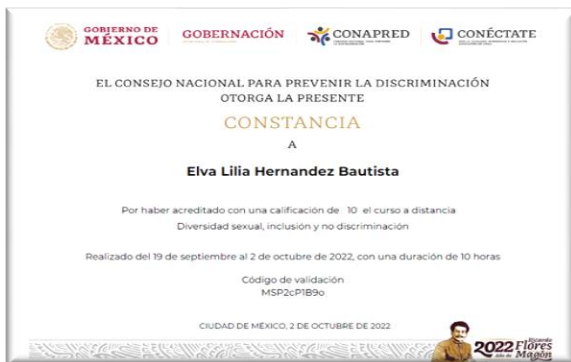 GOBIERNO DE MÉXICO
GOBERNACIÓN
CONAPRED
CONÉCTATE
EL CONSEJO NACIONAL PARA PREVENIR LA DISCRIMINACIÓN
OTORGA LA PRESENTE
CONSTANCIA
A
Elva Lilia Hernandez Bautista
Por haber acreditado con una calificación de 10 el curso a distancia
Diversidad sexual, inclusión y no discriminación
Realizado del 19 de septiembre al 2 de octubre de 2022, con una duración de 10 horas
Código de validación
MSP2cP1B9o
CIUDAD DE MÉXICO, 2 DE OCTUBRE DE 2022
2022 Ricardo Flores Magón
Año de